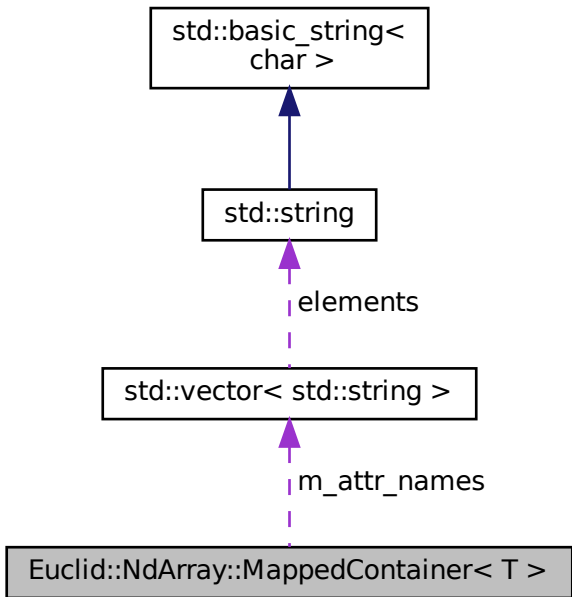 std::basic_string<
char >
std::string
elements
std::vector< std::string >
m_attr_names
Euclid::NdArray::MappedContainer< T >